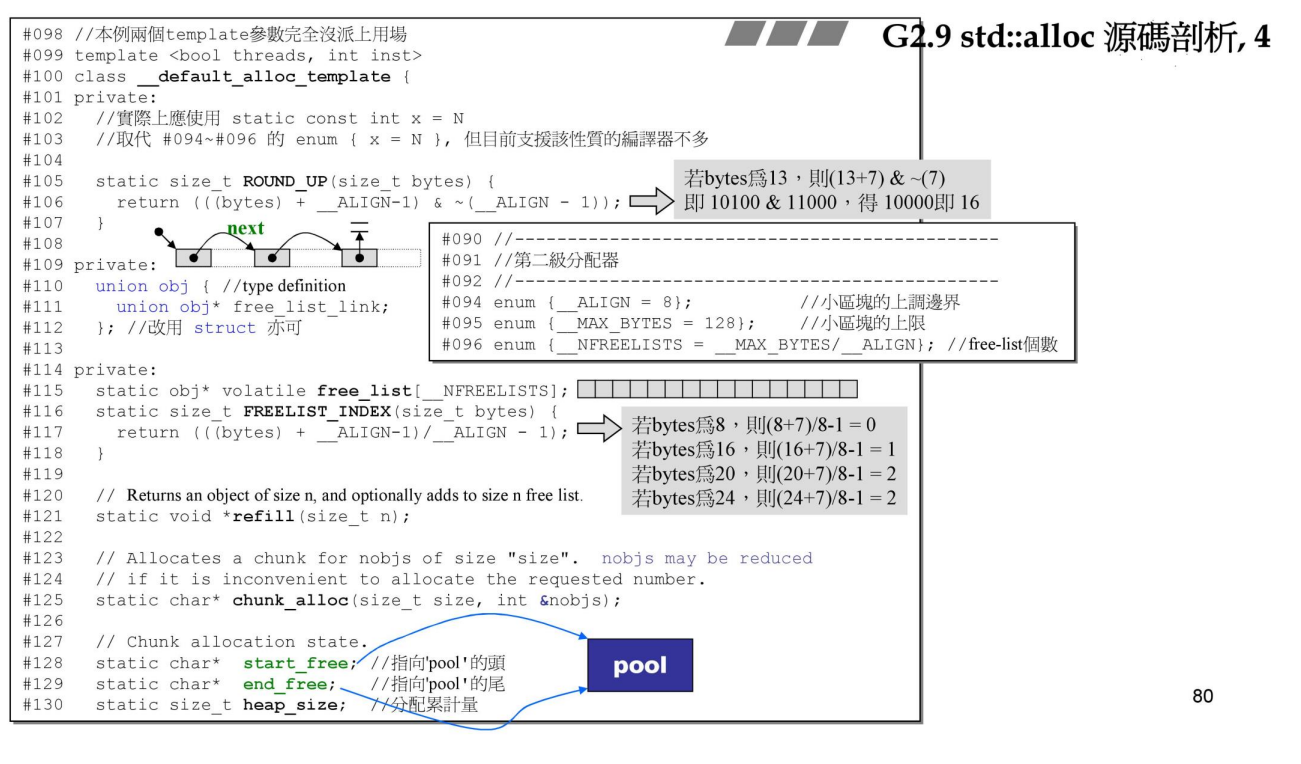 G2.9 std::alloc 源碼剖析, 4
#098 //本例兩個template參數完全沒派上用場
#099 template <bool threads, int inst>
#100 class __default_alloc_template {
#101 private:
#102   //實際上應使用 static const int x = N
#103   //取代 #094~#096 的 enum { x = N }, 但目前支援該性質的編譯器不多
#104
#105   static size_t ROUND_UP(size_t bytes) {
#106     return (((bytes) + __ALIGN-1) & ~(__ALIGN - 1));
#107   }
#108
#109 private:
#110   union obj { //type definition
#111     union obj* free_list_link;
#112   }; //改用 struct 亦可
#113
#114 private:
#115   static obj* volatile free_list[__NFREELISTS];
#116   static size_t FREELIST_INDEX(size_t bytes) {
#117     return (((bytes) + __ALIGN-1)/__ALIGN - 1);
#118   }
#119
#120   // Returns an object of size n, and optionally adds to size n free list.
#121   static void *refill(size_t n);
#122
#123   // Allocates a chunk for nobjs of size "size".  nobjs may be reduced
#124   // if it is inconvenient to allocate the requested number.
#125   static char* chunk_alloc(size_t size, int &nobjs);
#126
#127   // Chunk allocation state.
#128   static char*  start_free; //指向'pool'的頭
#129   static char*  end_free;   //指向'pool'的尾
#130   static size_t heap_size;  //分配累計量
若bytes爲13，則(13+7) & ~(7)
即 10100 & 11000，得 10000即 16
next
#090 //----------------------------------------------
#091 //第二級分配器
#092 //----------------------------------------------
#094 enum {__ALIGN = 8};          //小區塊的上調邊界
#095 enum {__MAX_BYTES = 128};    //小區塊的上限
#096 enum {__NFREELISTS = __MAX_BYTES/__ALIGN}; //free-list個數
若bytes爲8，則(8+7)/8-1 = 0
若bytes爲16，則(16+7)/8-1 = 1
若bytes爲20，則(20+7)/8-1 = 2
若bytes爲24，則(24+7)/8-1 = 2
pool
80